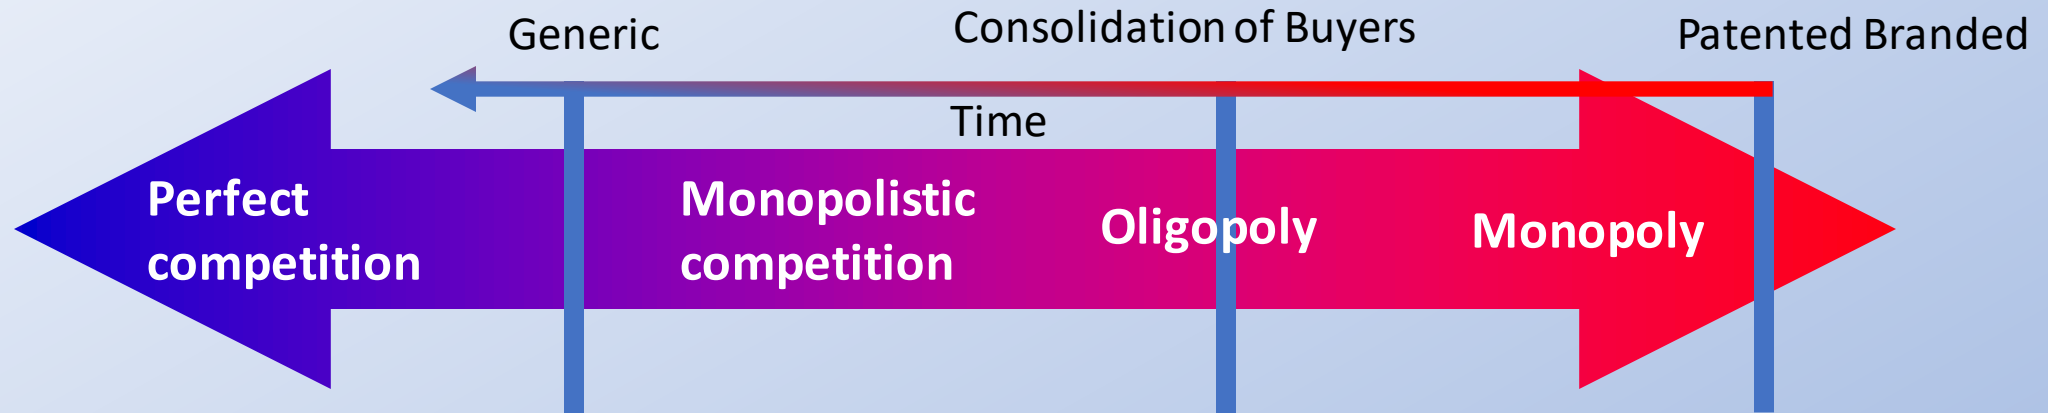 Generic
Consolidation of Buyers
Patented Branded
Time
Perfect
competition
Monopolistic
competition
Oligopoly
Monopoly